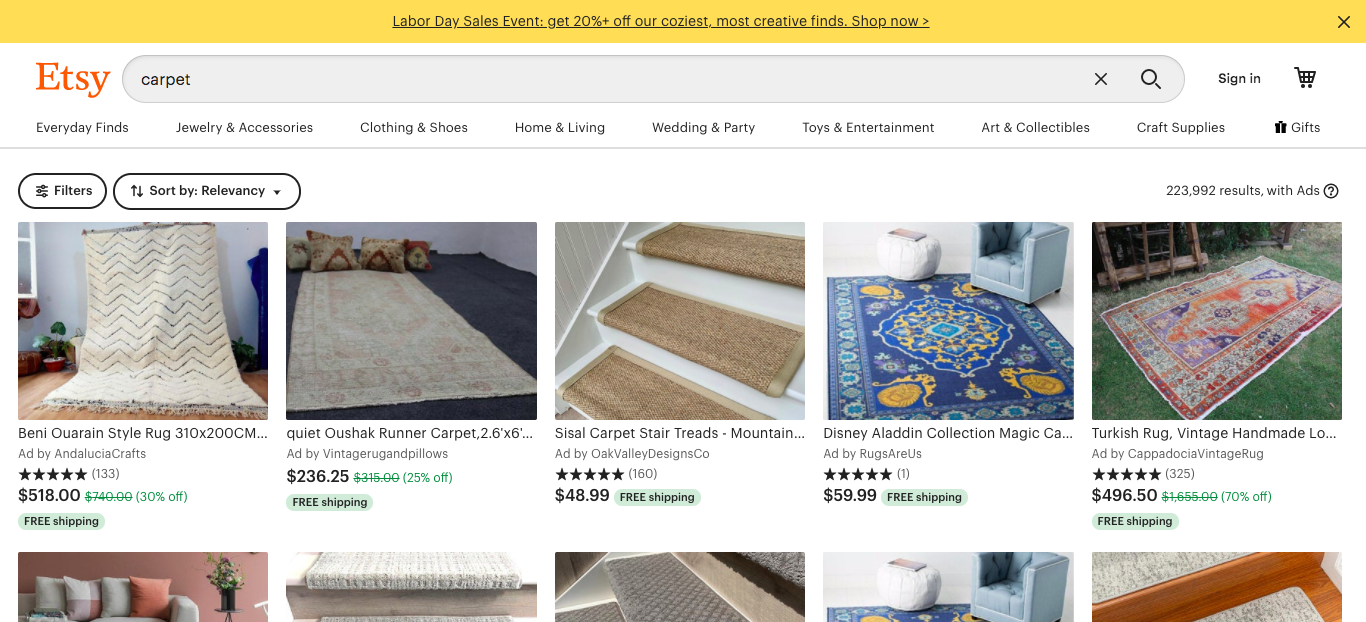 Labor Day Sales Event: get 20%+ off our coziest, most creative finds. Shop now >
Etsy
carpet
Sign in
Everyday Finds
Jewelry & Accessories
Clothing & Shoes
Home & Living
Wedding & Party
Toys & Entertainment
Art & Collectibles
Craft Supplies
Gifts
Filters
Sort by: Relevancy
223,992 results, with Ads
Beni Ouarain Style Rug 310x200CM...
Ad by AndaluciaCrafts
(133)
$518.00 $740.00 (30% off)
FREE shipping
quiet Oushak Runner Carpet,2.6'x6'...
Ad by Vintagerugandpillows
$236.25 $315.00 (25% off)
FREE shipping
Sisal Carpet Stair Treads - Mountain...
Ad by OakValleyDesignsCo
(160)
$48.99 FREE shipping
Disney Aladdin Collection Magic Ca...
Ad by RugsAreUs
(1)
$59.99 FREE shipping
Turkish Rug, Vintage Handmade Lo...
Ad by CappadociaVintageRug
(325)
$496.50 $1,655.00 (70% off)
FREE shipping